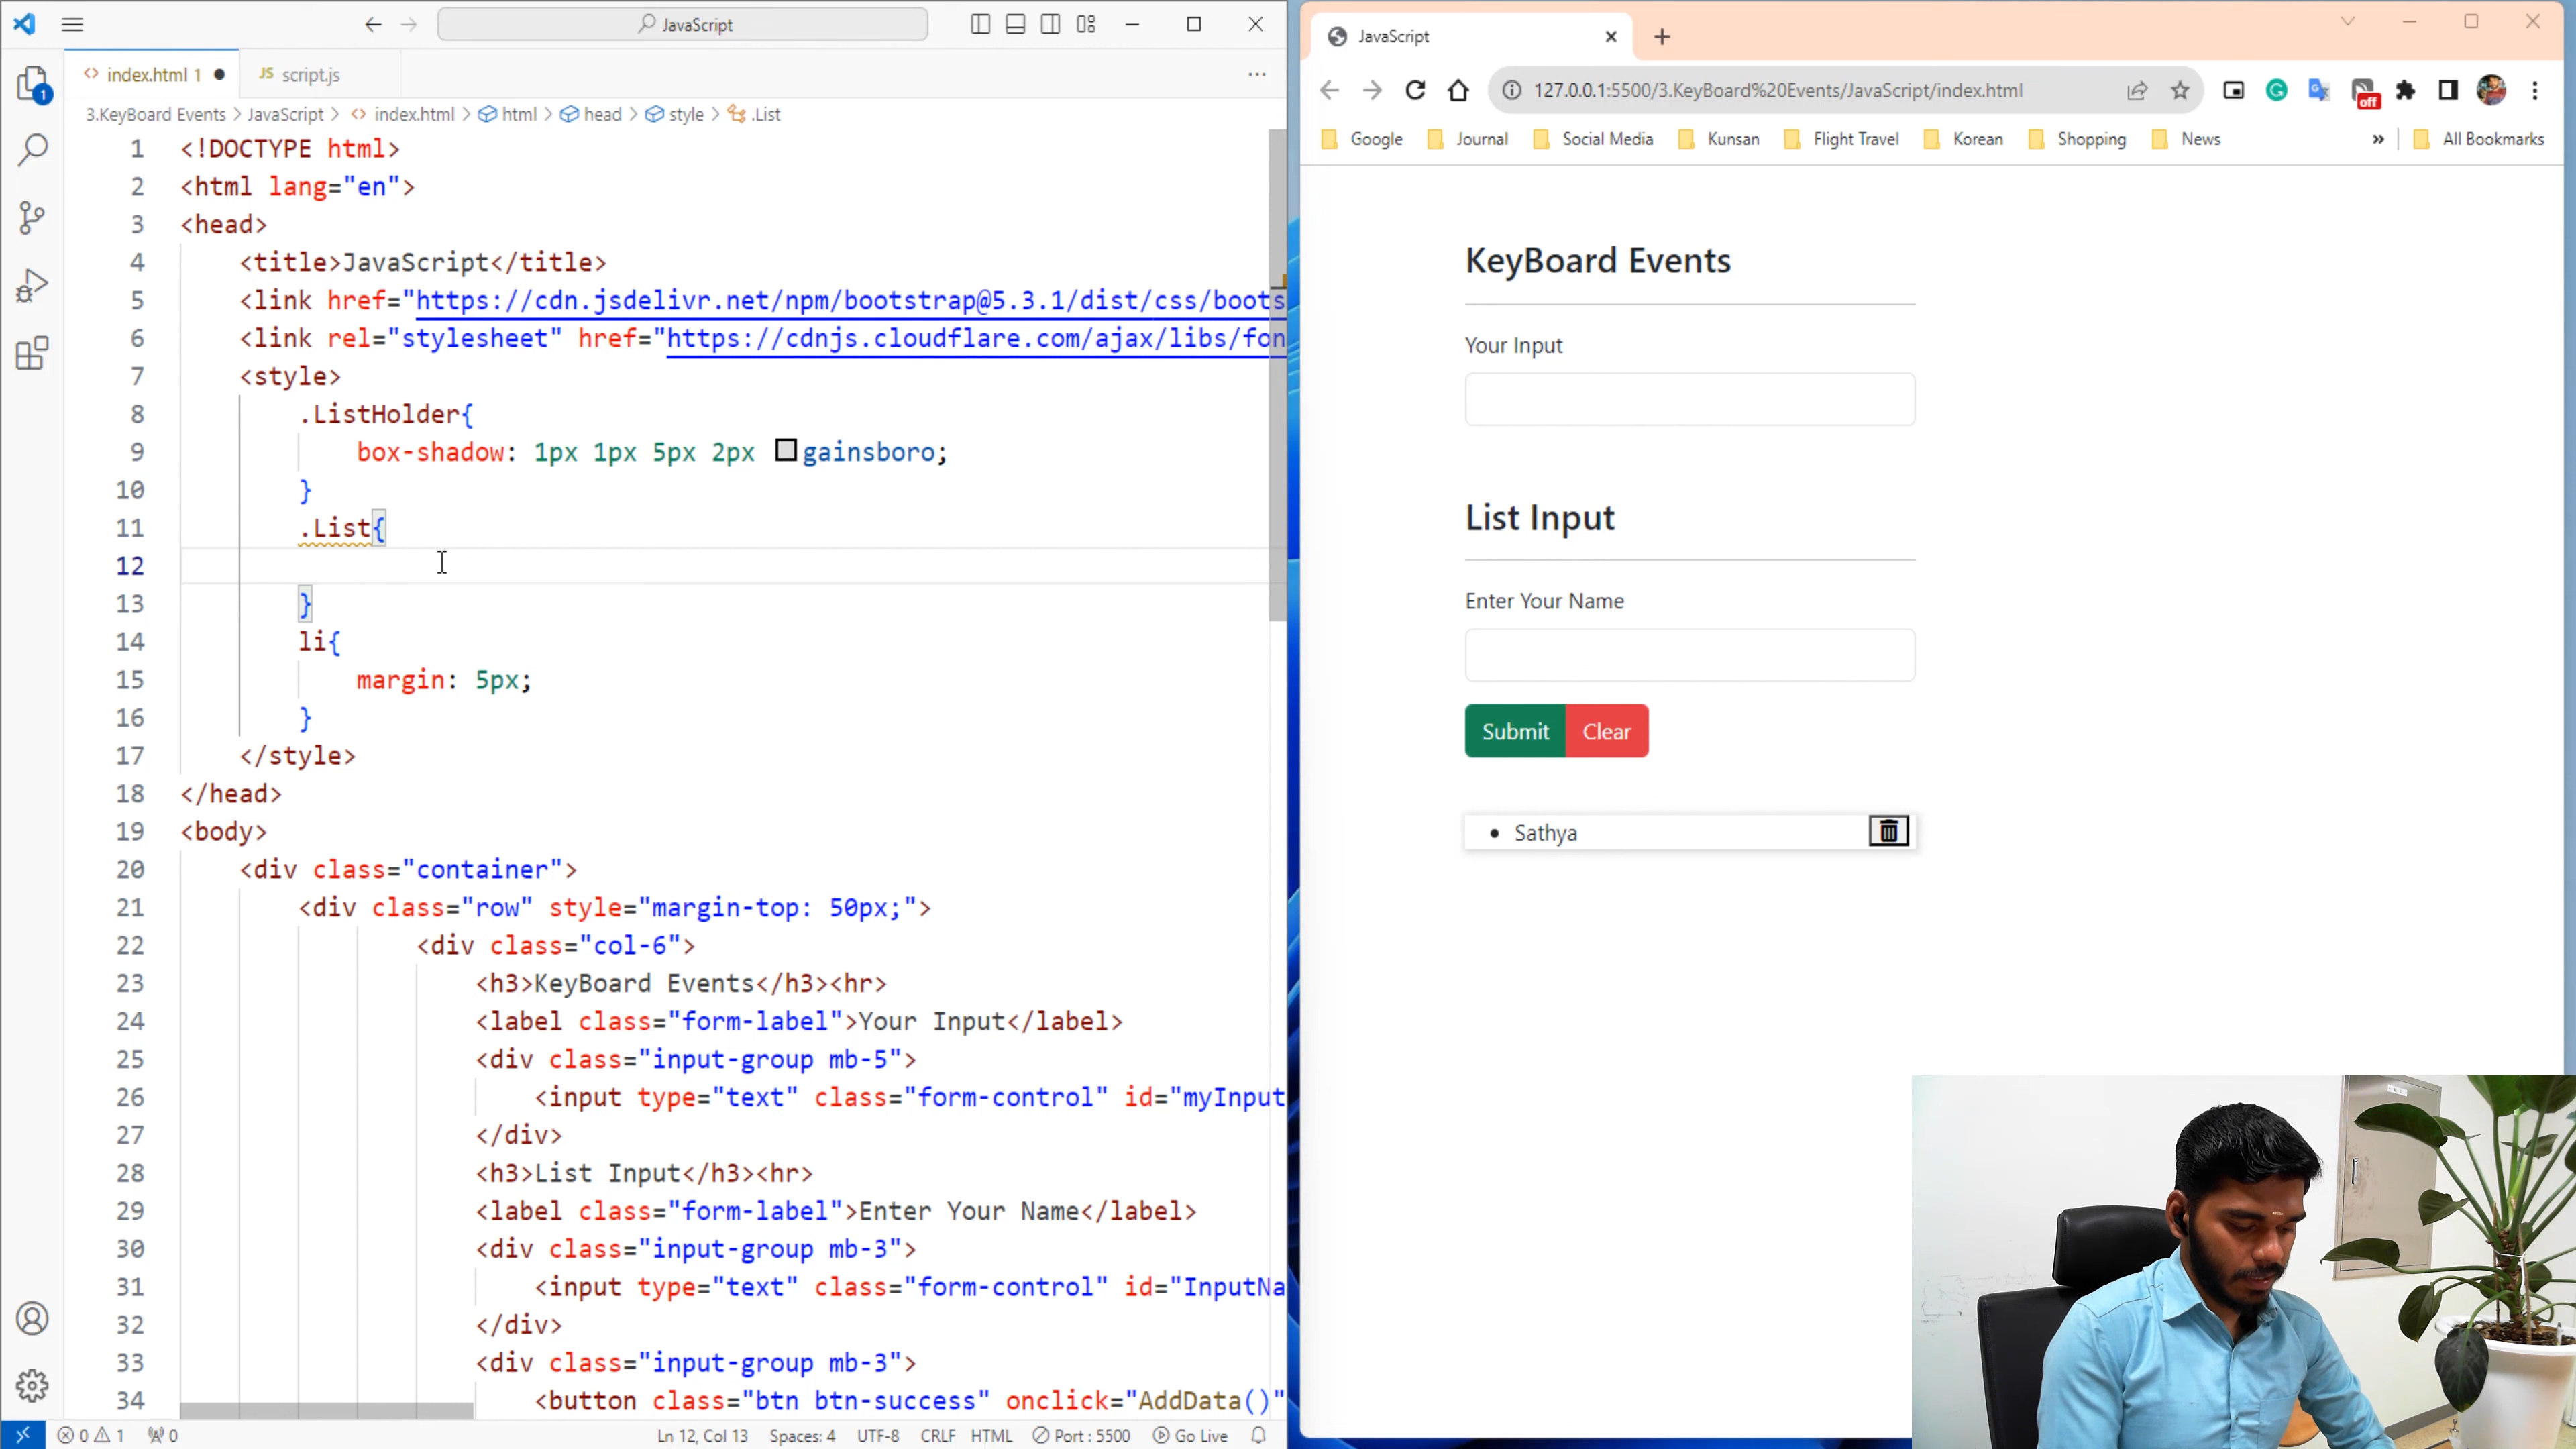 JavaScript
index.html 1
JS script.js
3.KeyBoard Events > JavaScript > index.html > html > head > style > .List
1 <!DOCTYPE html>
2 <html lang="en">
3 <head>
4 <title>JavaScript</title>
5 <link href="https://cdn.jsdelivr.net/npm/bootstrap@5.3.1/dist/css/boots
6 <link rel="stylesheet" href="https://cdnjs.cloudflare.com/ajax/libs/fon
7 <style>
8 .ListHolder{
9 box-shadow: 1px 1px 5px 2px gainsboro;
10 }
11 .List{
12
13 }
14 li{
15 margin: 5px;
16 }
17 </style>
18 </head>
19 <body>
20 <div class="container">
21 <div class="row" style="margin-top: 50px;">
22 <div class="col-6">
23 <h3>KeyBoard Events</h3><hr>
24 <label class="form-label">Your Input</label>
25 <div class="input-group mb-5">
26 <input type="text" class="form-control" id="myInput
27 </div>
28 <h3>List Input</h3><hr>
29 <label class="form-label">Enter Your Name</label>
30 <div class="input-group mb-3">
31 <input type="text" class="form-control" id="InputNa
32 </div>
33 <div class="input-group mb-3">
34 <button class="btn btn-success" onclick="AddData()"
0 1 0 Ln 12, Col 13 Spaces: 4 UTF-8 CRLF HTML Port : 5500 Go Live
1
JavaScript
127.0.0.1:5500/3.KeyBoard%20Events/JavaScript/index.html
off
Google Journal Social Media Kunsan Flight Travel Korean Shopping News » All Bookmarks
KeyBoard Events
Your Input
List Input
Enter Your Name
Submit Clear
• Sathya